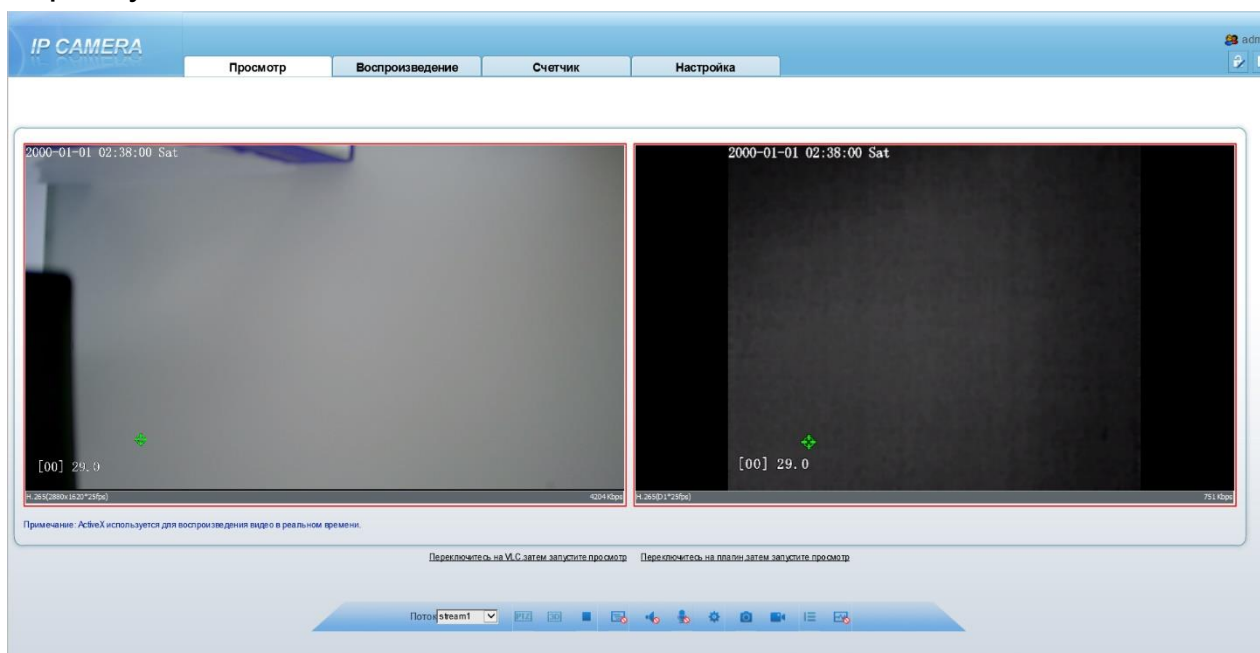 IP CAMERA
adm
Просмотр Воспроизведение Счетчик Настройка
2000-01-01 02:38:00 Sat
[00] 29.0
H.265(2880x1620*25fps) 4204 Kbps
2000-01-01 02:38:00 Sat
[00] 29.0
H.265(D1*25fps) 751 Kbps
Примечание: ActiveX используется для воспроизведения видео в реальном времени.
Переключитесь на VLC,затем запустите просмотр Переключитесь на плагин,затем запустите просмотр
Поток stream1 PTZ 3D